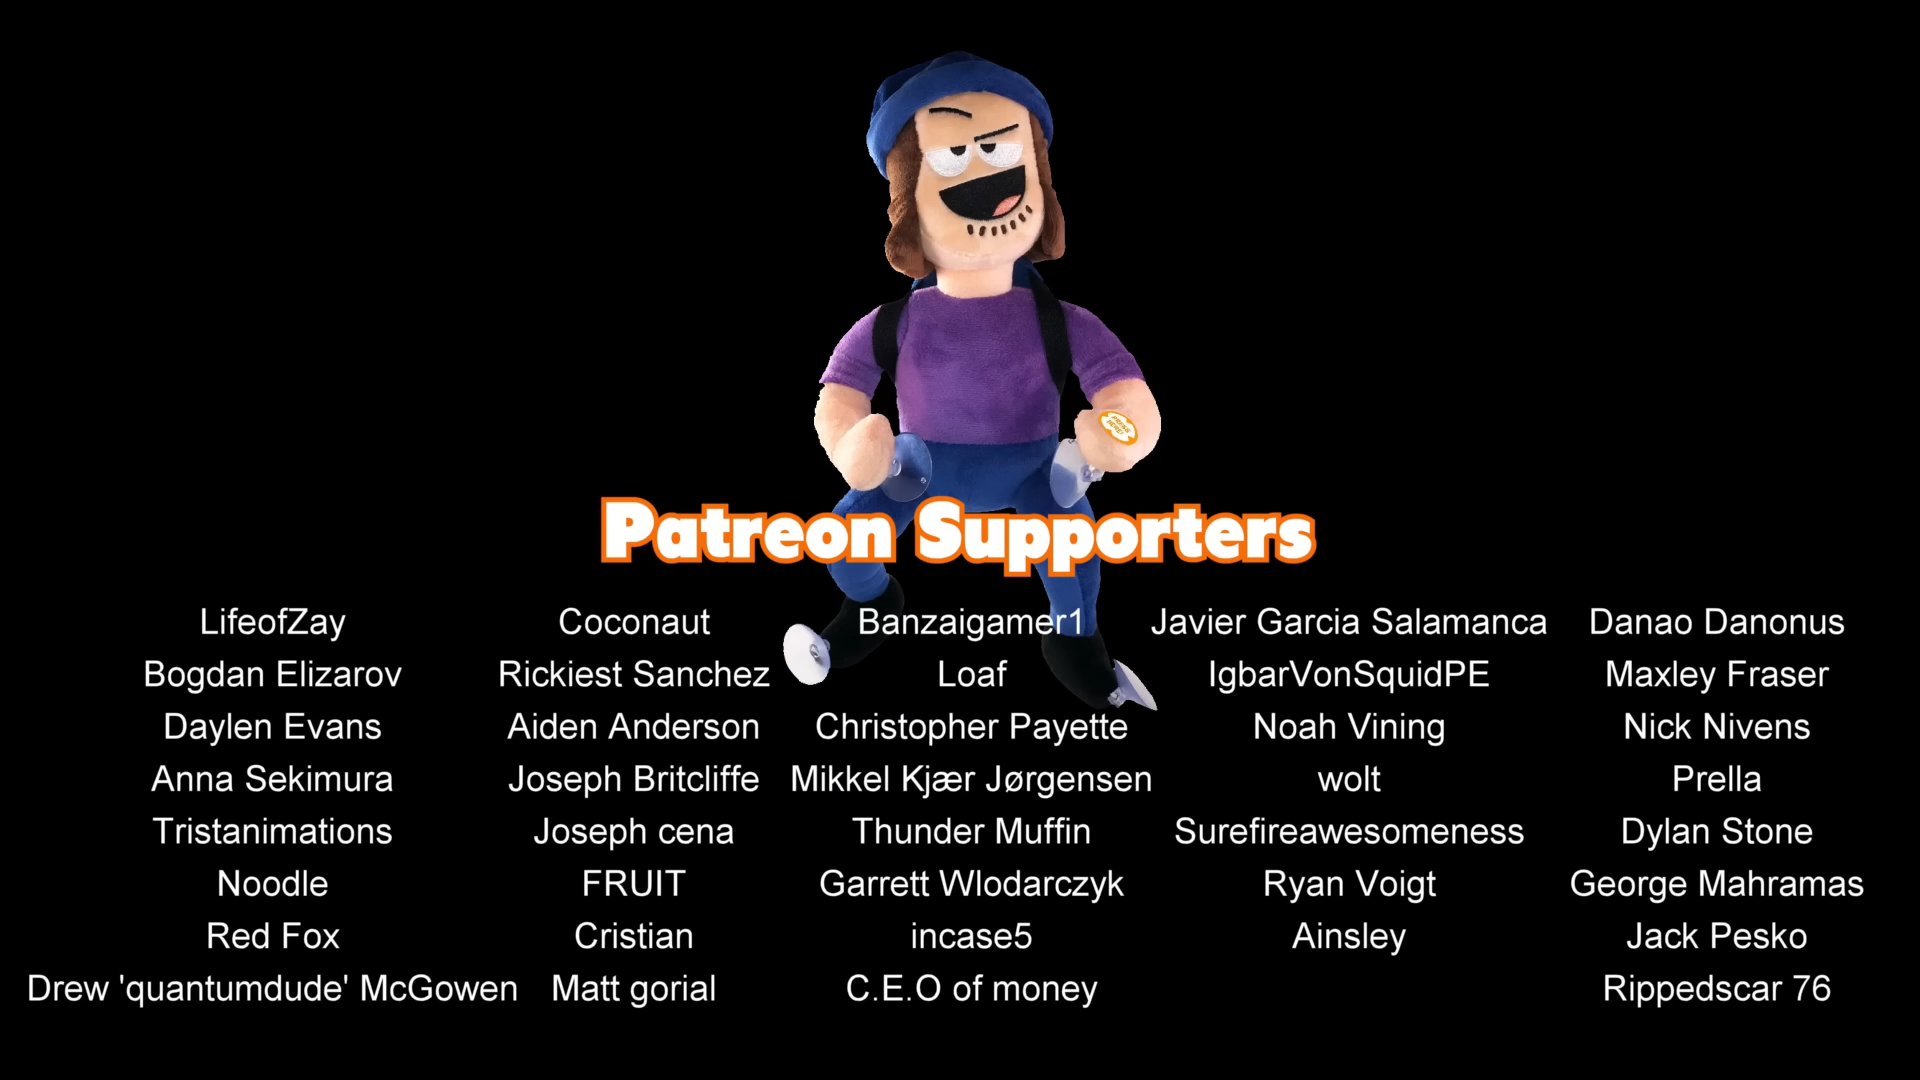 PRESS HERE!
Patreon Supporters
LifeofZay
Bogdan Elizarov
Daylen Evans
Anna Sekimura
Tristanimations
Noodle
Red Fox
Drew 'quantumdude' McGowen
Coconaut
Rickiest Sanchez
Aiden Anderson
Joseph Britcliffe
Joseph cena
FRUIT
Cristian
Matt gorial
Banzaigamer1
Loaf
Christopher Payette
Mikkel Kjær Jørgensen
Thunder Muffin
Garrett Wlodarczyk
incase5
C.E.O of money
Javier Garcia Salamanca
IgbarVonSquidPE
Noah Vining
wolt
Surefireawesomeness
Ryan Voigt
Ainsley
Danao Danonus
Maxley Fraser
Nick Nivens
Prella
Dylan Stone
George Mahramas
Jack Pesko
Rippedscar 76